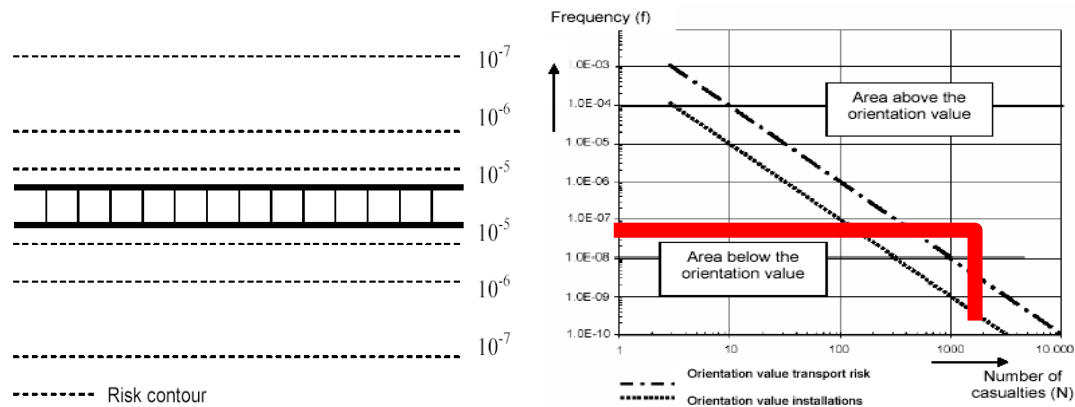 10-7
10-6
10-5
10-5
10-6
10-7
Risk contour
Frequency (f)
1.0E-03
1.0E-04
1.0E-05
1.0E-06
1.0E-07
1.0E-08
1.0E-09
1.0E-10
Area above the
orientation value
Area below the
orientation value
1
10
100
1000
10 000
Orientation value transport risk
Orientation value installations
Number of
casualties (N)